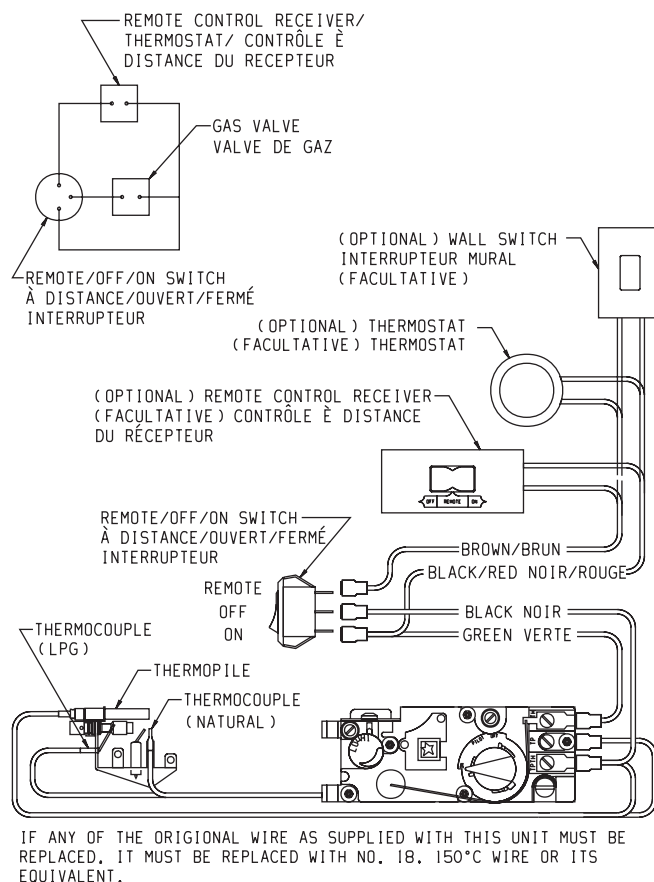 REMOTE CONTROL RECEIVER/
THERMOSTAT/ CONTRÔLE È
DISTANCE DU RECEPTEUR
GAS VALVE
VALVE DE GAZ
REMOTE/OFF/ON SWITCH
À DISTANCE/OUVERT/FERMÉ
INTERRUPTEUR
(OPTIONAL) WALL SWITCH
INTERRUPTEUR MURAL
(FACULTATIVE)
(OPTIONAL) THERMOSTAT
(FACULTATIVE) THERMOSTAT
(OPTIONAL) REMOTE CONTROL RECEIVER
(FACULTATIVE) CONTRÔLE È DISTANCE
DU RÉCEPTEUR
OFF REMOTE ON
REMOTE/OFF/ON SWITCH
À DISTANCE/OUVERT/FERMÉ
INTERRUPTEUR
REMOTE
OFF
ON
BROWN/BRUN
BLACK/RED NOIR/ROUGE
BLACK NOIR
GREEN VERTE
THERMOCOUPLE
(LPG)
THERMOPILE
THERMOCOUPLE
(NATURAL)
PILOT
TH
TP
TPTH
IF ANY OF THE ORIGIONAL WIRE AS SUPPLIED WITH THIS UNIT MUST BE
REPLACED, IT MUST BE REPLACED WITH NO. 18, 150°C WIRE OR ITS
EQUIVALENT.